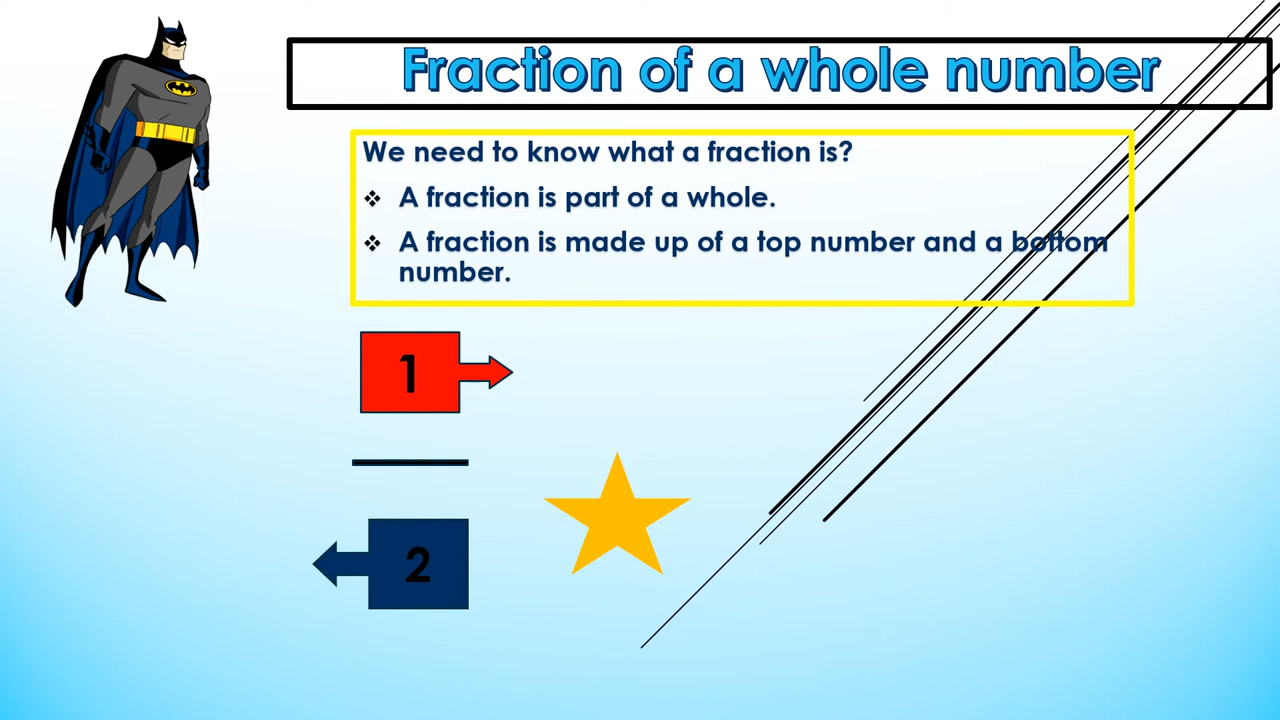 Fraction of a whole number
We need to know what a fraction is?
❖ A fraction is part of a whole.
❖ A fraction is made up of a top number and a bottom
number.
1
2